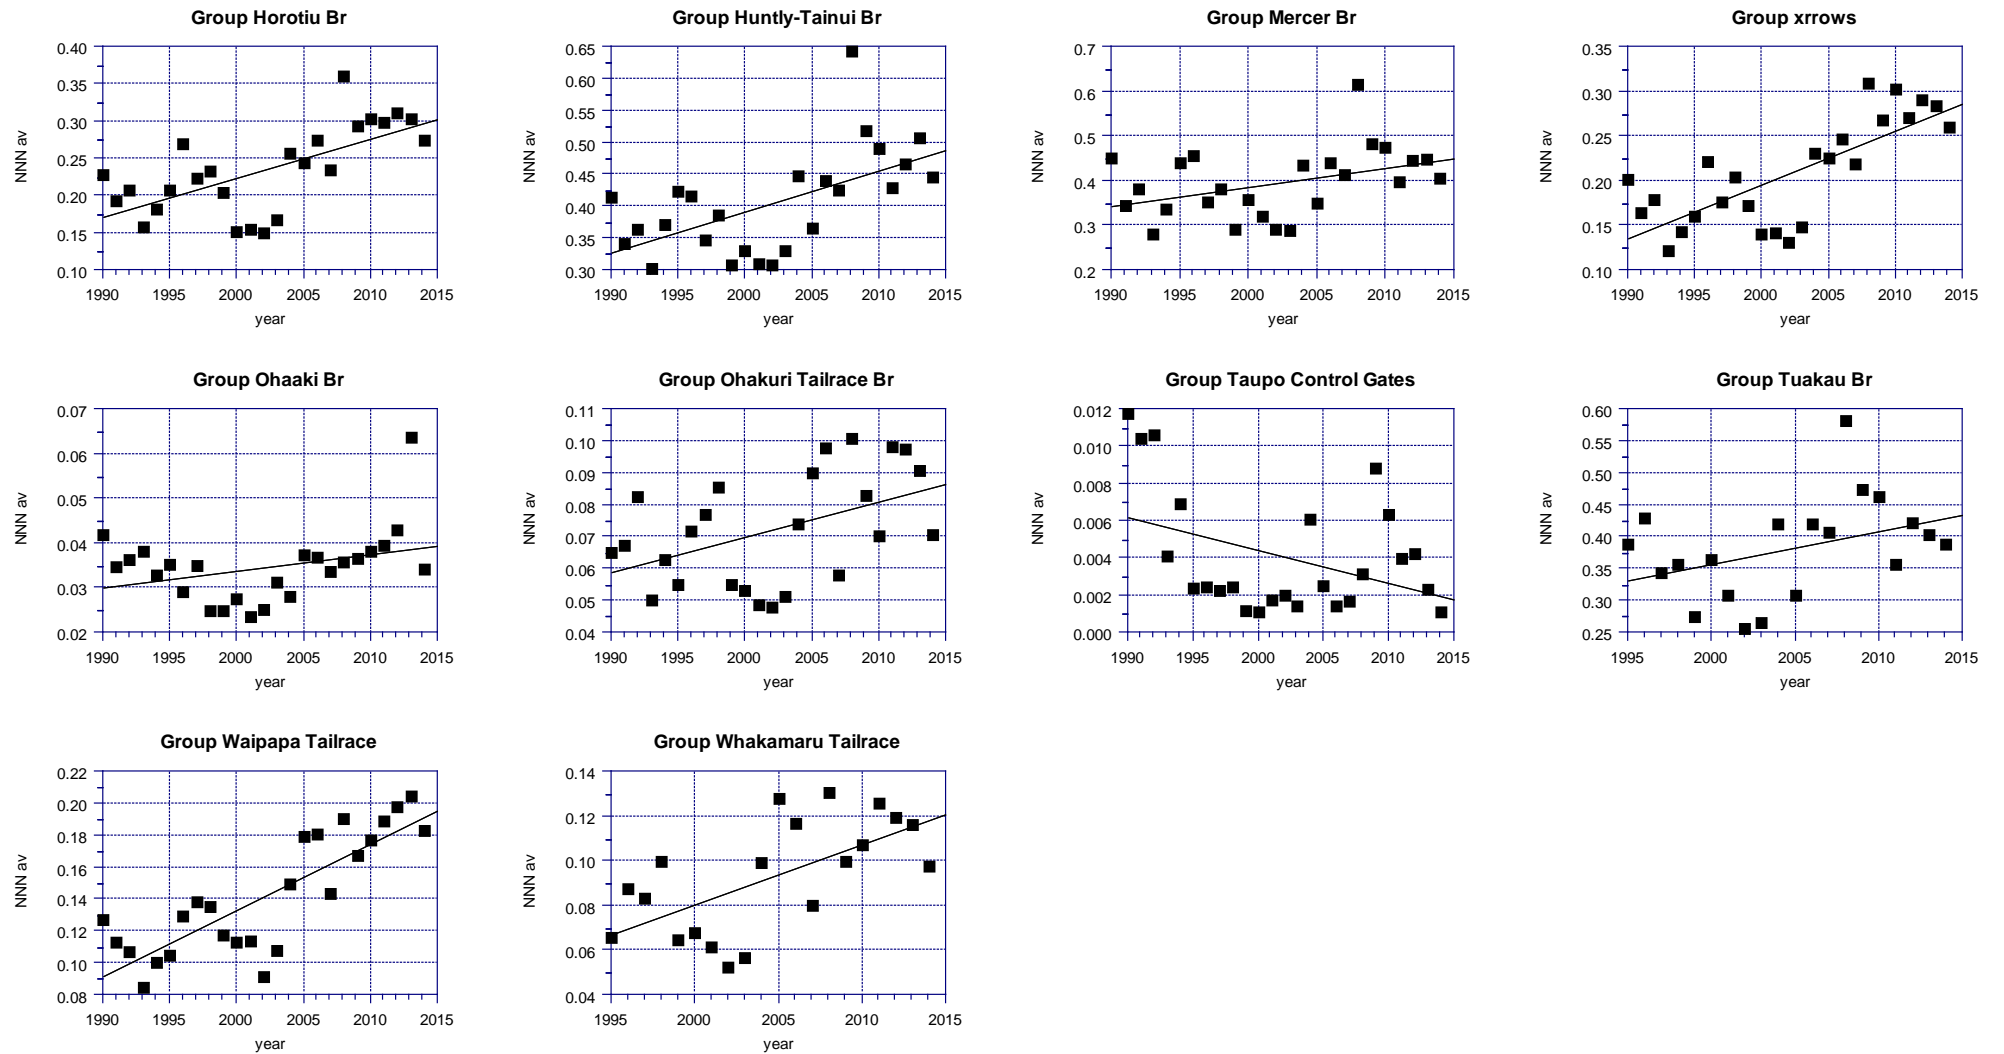 Group Horotiu Br
Group Huntly-Tainui Br
Group Mercer Br
Group xrrows
0.40
0.35
0.30
0.25
0.20
0.15
0.10
NNN av
1990 1995 2000 2005 2010 2015
year
0.65
0.60
0.55
0.50
0.45
0.40
0.35
0.30
NNN av
1990 1995 2000 2005 2010 2015
year
0.7
0.6
0.5
0.4
0.3
0.2
NNN av
1990 1995 2000 2005 2010 2015
year
0.35
0.30
0.25
0.20
0.15
0.10
NNN av
1990 1995 2000 2005 2010 2015
year
Group Ohaaki Br
Group Ohakuri Tailrace Br
Group Taupo Control Gates
Group Tuakau Br
0.07
0.06
0.05
0.04
0.03
0.02
NNN av
1990 1995 2000 2005 2010 2015
year
0.11
0.10
0.09
0.08
0.07
0.06
0.05
0.04
NNN av
1990 1995 2000 2005 2010 2015
year
0.012
0.010
0.008
0.006
0.004
0.002
0.000
NNN av
1990 1995 2000 2005 2010 2015
year
0.60
0.55
0.50
0.45
0.40
0.35
0.30
0.25
NNN av
1995 2000 2005 2010 2015
year
Group Waipapa Tailrace
Group Whakamaru Tailrace
0.22
0.20
0.18
0.16
0.14
0.12
0.10
0.08
NNN av
1990 1995 2000 2005 2010 2015
year
0.14
0.12
0.10
0.08
0.06
0.04
NNN av
1995 2000 2005 2010 2015
year